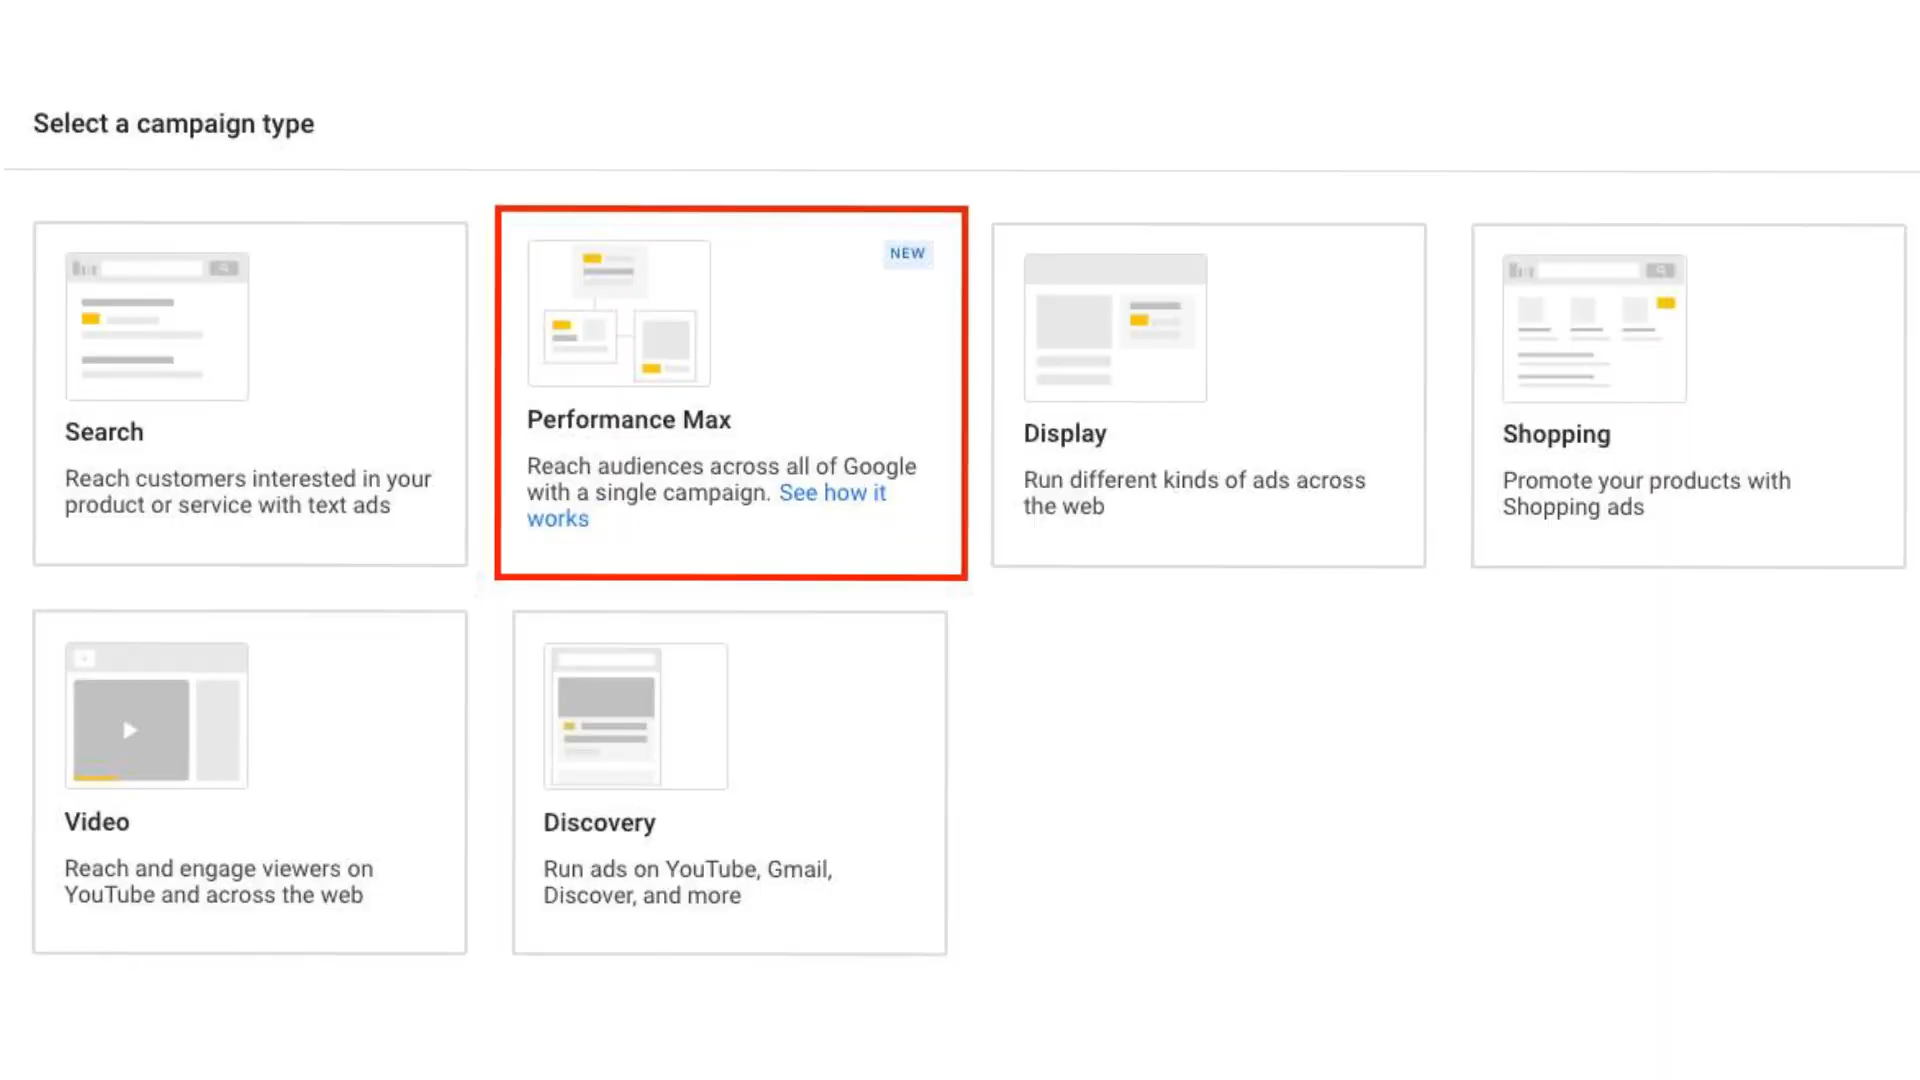 Select a campaign type
Search
Reach customers interested in your
product or service with text ads
NEW
Performance Max
Reach audiences across all of Google
with a single campaign. See how it
works
Display
Run different kinds of ads across
the web
Shopping
Promote your products with
Shopping ads
Video
Reach and engage viewers on
YouTube and across the web
Discovery
Run ads on YouTube, Gmail,
Discover, and more